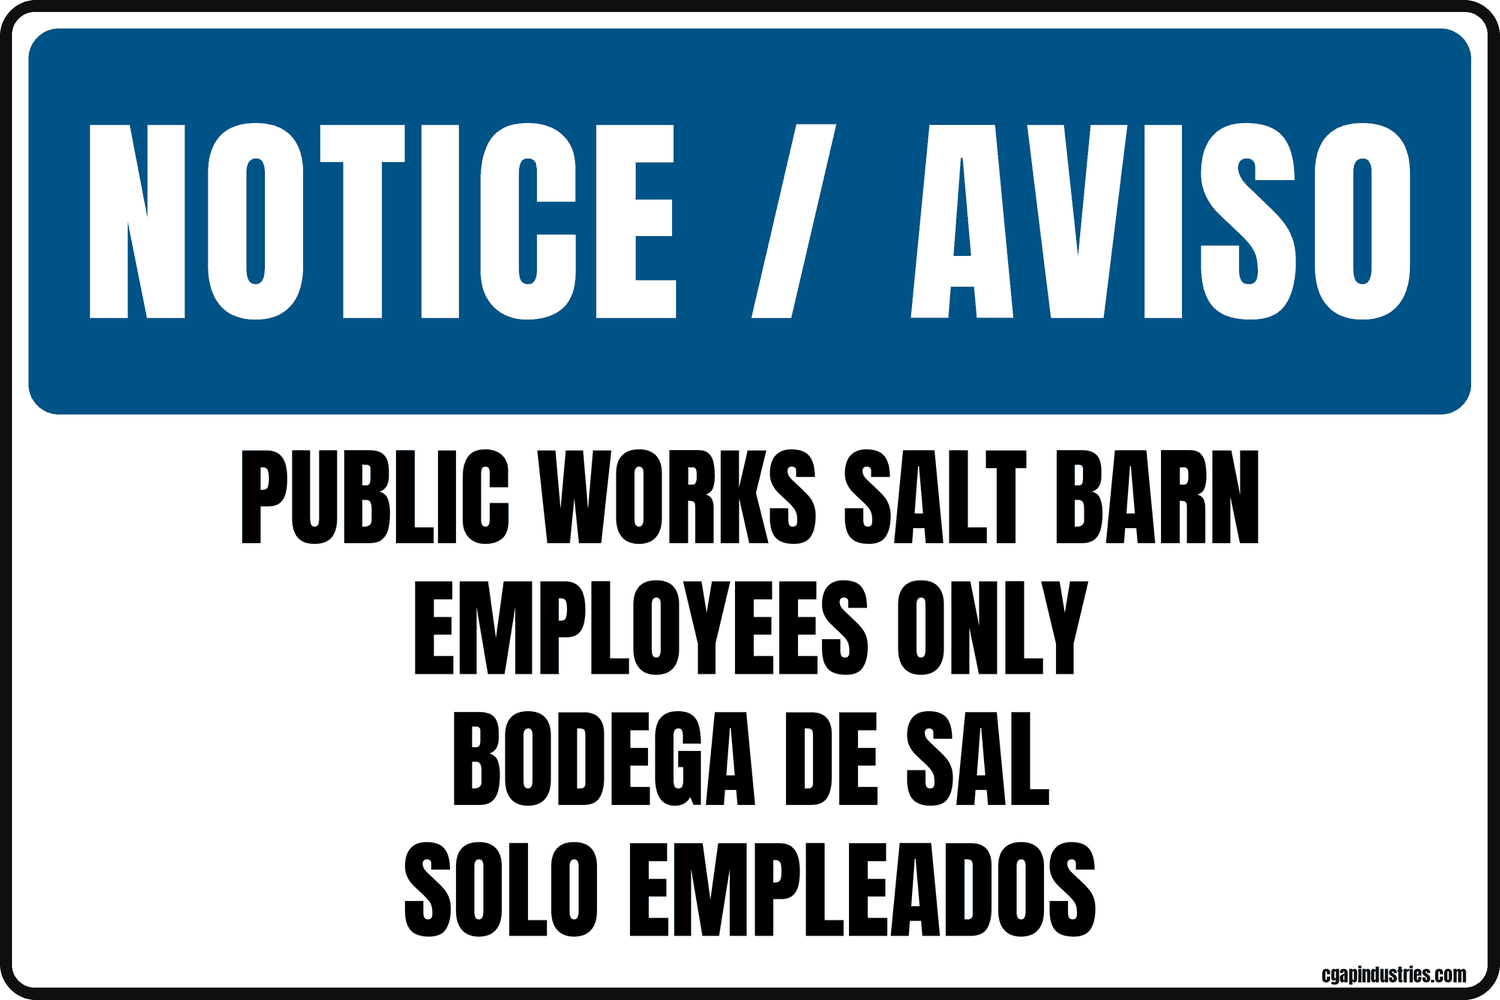 NOTICE / AVISO
PUBLIC WORKS SALT BARN
EMPLOYEES ONLY
BODEGA DE SAL
SOLO EMPLEADOS
cgapindustries.com